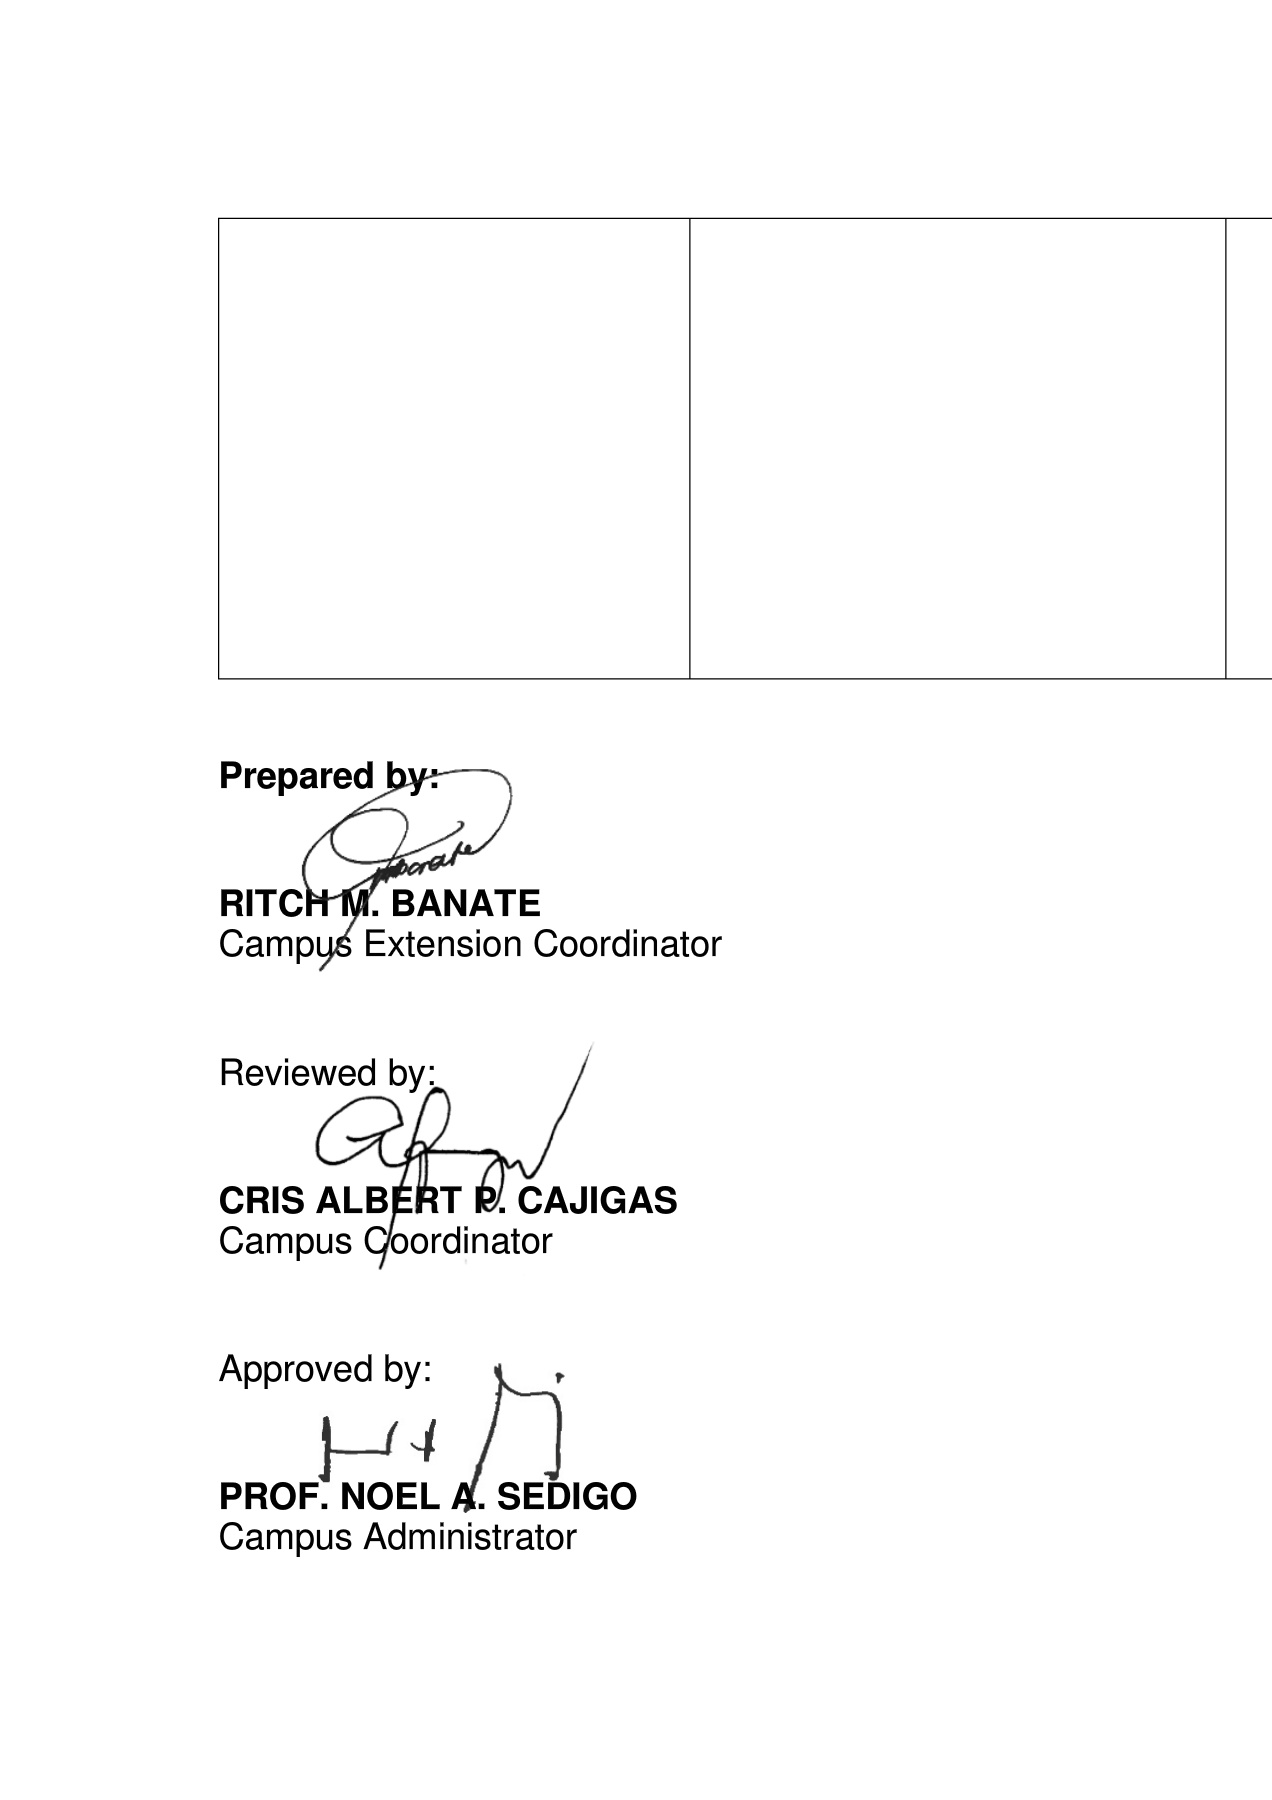 Prepared by:
RITCH M. BANATE
Campus Extension Coordinator
Reviewed by:
CRIS ALBERT P. CAJIGAS
Campus Coordinator
Approved by:
PROF. NOEL A. SEDIGO
Campus Administrator